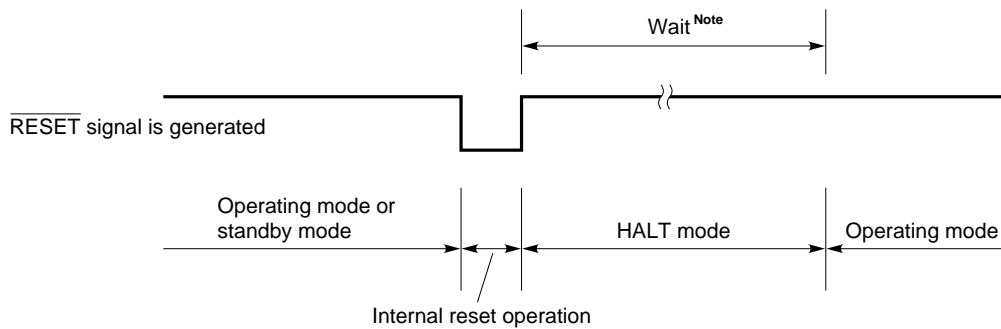 Wait Note
RESET signal is generated
Operating mode or
standby mode
HALT mode
Operating mode
Internal reset operation